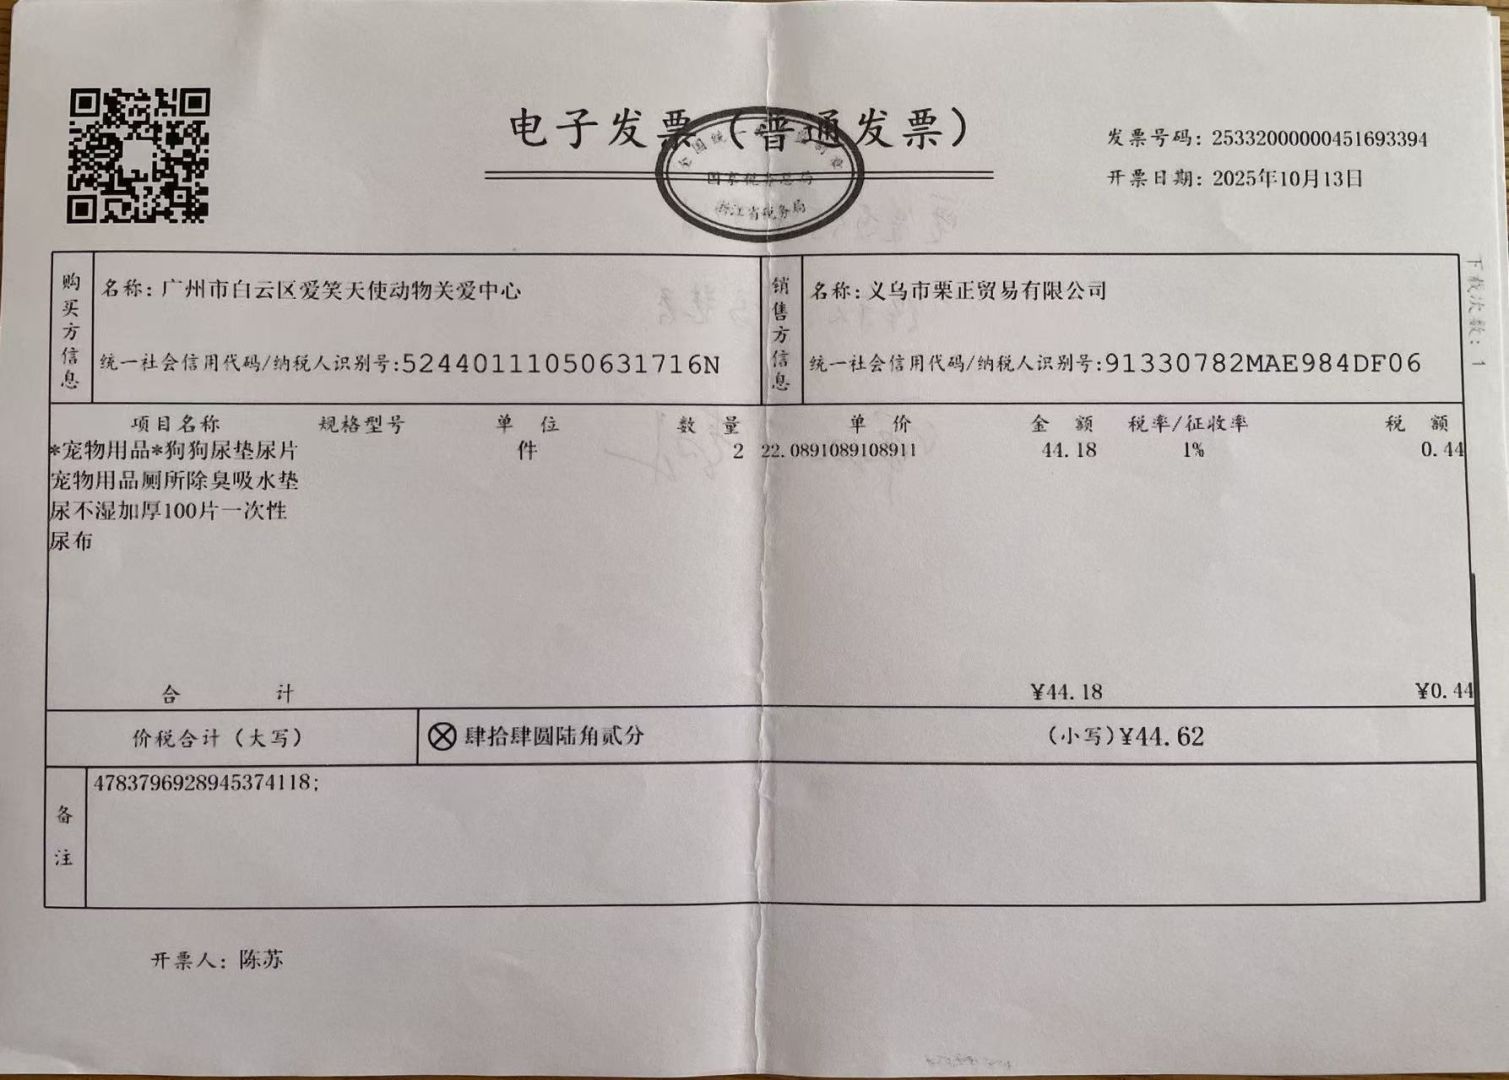 电子发票（普通发票）
国家税务总局
浙江省税务局
发票号码：25332000000451693394
开票日期：2025年10月13日
下载次数：1
购买方信息
名称：广州市白云区爱笑天使动物关爱中心
统一社会信用代码/纳税人识别号：52440111050631716N
销售方信息
名称：义乌市栗正贸易有限公司
统一社会信用代码/纳税人识别号：91330782MAE984DF06
项目名称 规格型号 单位 数量 单价 金额 税率/征收率 税额
*宠物用品*狗狗尿垫尿片 件 2 22.0891089108911 44.18 1% 0.44
宠物用品厕所除臭吸水垫
尿不湿加厚100片一次性
尿布
合计 ¥44.18 ¥0.44
价税合计（大写） ⊗肆拾肆圆陆角贰分 （小写）¥44.62
备注
4783796928945374118;
开票人：陈苏